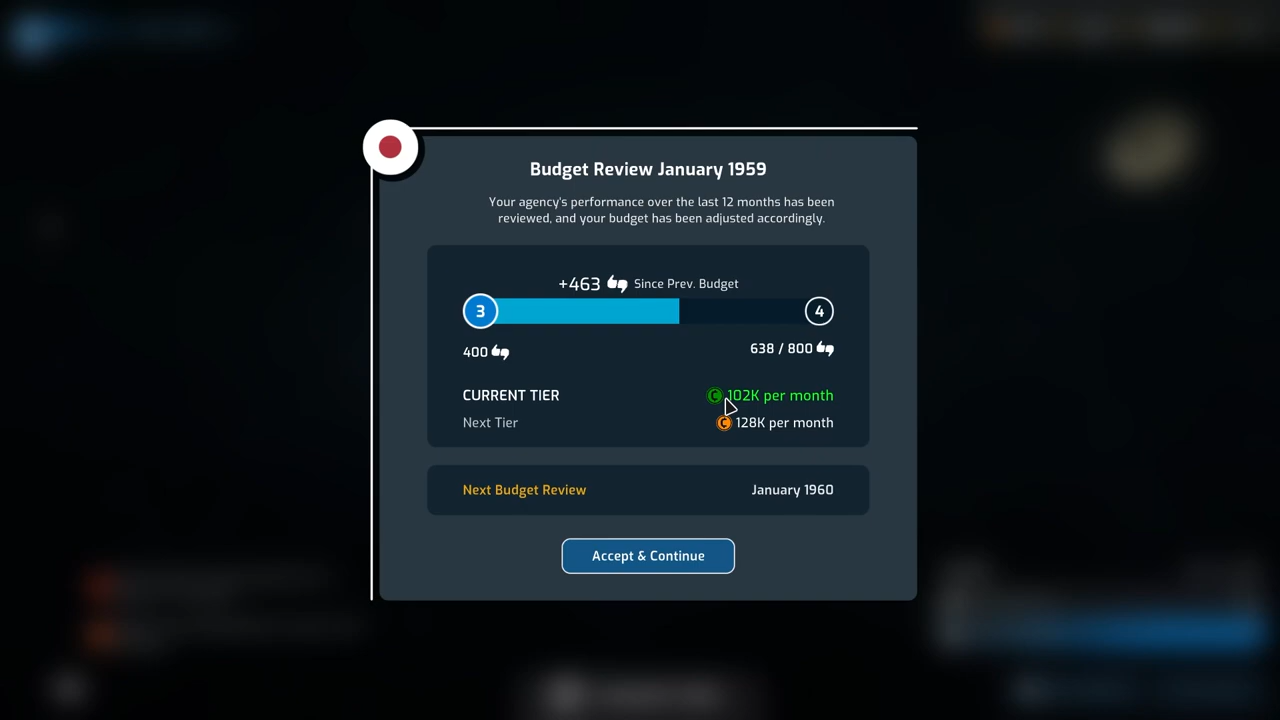 Budget Review January 1959
Your agency's performance over the last 12 months has been
reviewed, and your budget has been adjusted accordingly.
+463 Since Prev. Budget
3
4
400
638 / 800
CURRENT TIER
102K per month
Next Tier
128K per month
Next Budget Review
January 1960
Accept & Continue